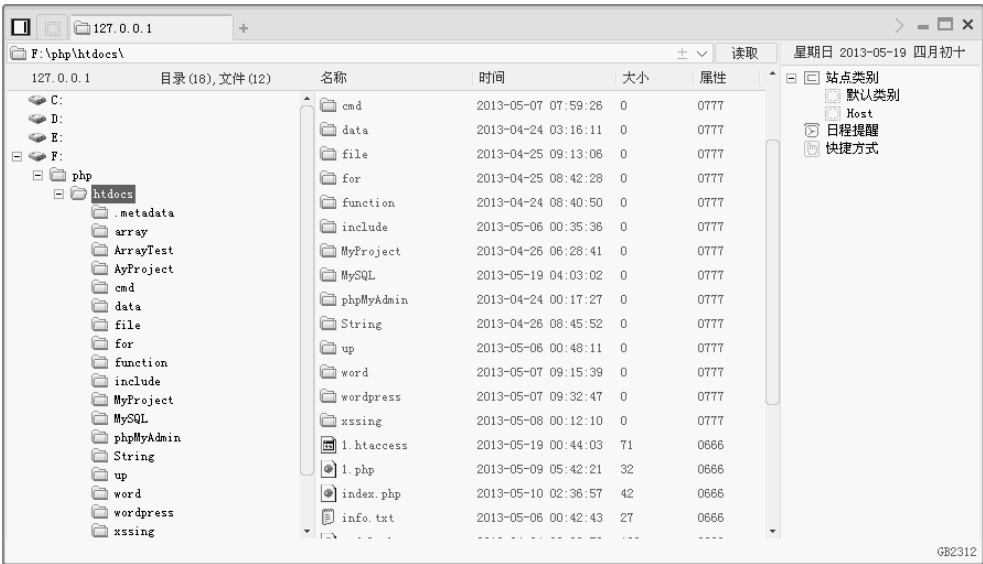 127.0.0.1
F:\php\htdocs\ 读取 星期日 2013-05-19 四月初十
127.0.0.1 目录(18),文件(12) 名称 时间 大小 属性
C:
D:
E:
F:
php
htdocs
.metadata
array
ArrayTest
AyProject
cmd
data
file
for
function
include
MyProject
MySQL
phpMyAdmin
String
up
word
wordpress
xssing
cmd 2013-05-07 07:59:26 0 0777
data 2013-04-24 03:16:11 0 0777
file 2013-04-25 09:13:06 0 0777
for 2013-04-25 08:42:28 0 0777
function 2013-04-24 08:40:50 0 0777
include 2013-05-06 00:35:36 0 0777
MyProject 2013-04-26 06:28:41 0 0777
MySQL 2013-05-19 04:03:02 0 0777
phpMyAdmin 2013-04-24 00:17:27 0 0777
String 2013-04-26 08:45:52 0 0777
up 2013-05-06 00:48:11 0 0777
word 2013-05-07 09:15:39 0 0777
wordpress 2013-05-07 09:32:47 0 0777
xssing 2013-05-08 00:12:10 0 0777
1.htaccess 2013-05-19 00:44:03 71 0666
1.php 2013-05-09 05:42:21 32 0666
index.php 2013-05-10 02:36:57 42 0666
info.txt 2013-05-06 00:42:43 27 0666
站点类别
默认类别
Host
日程提醒
快捷方式
GB2312